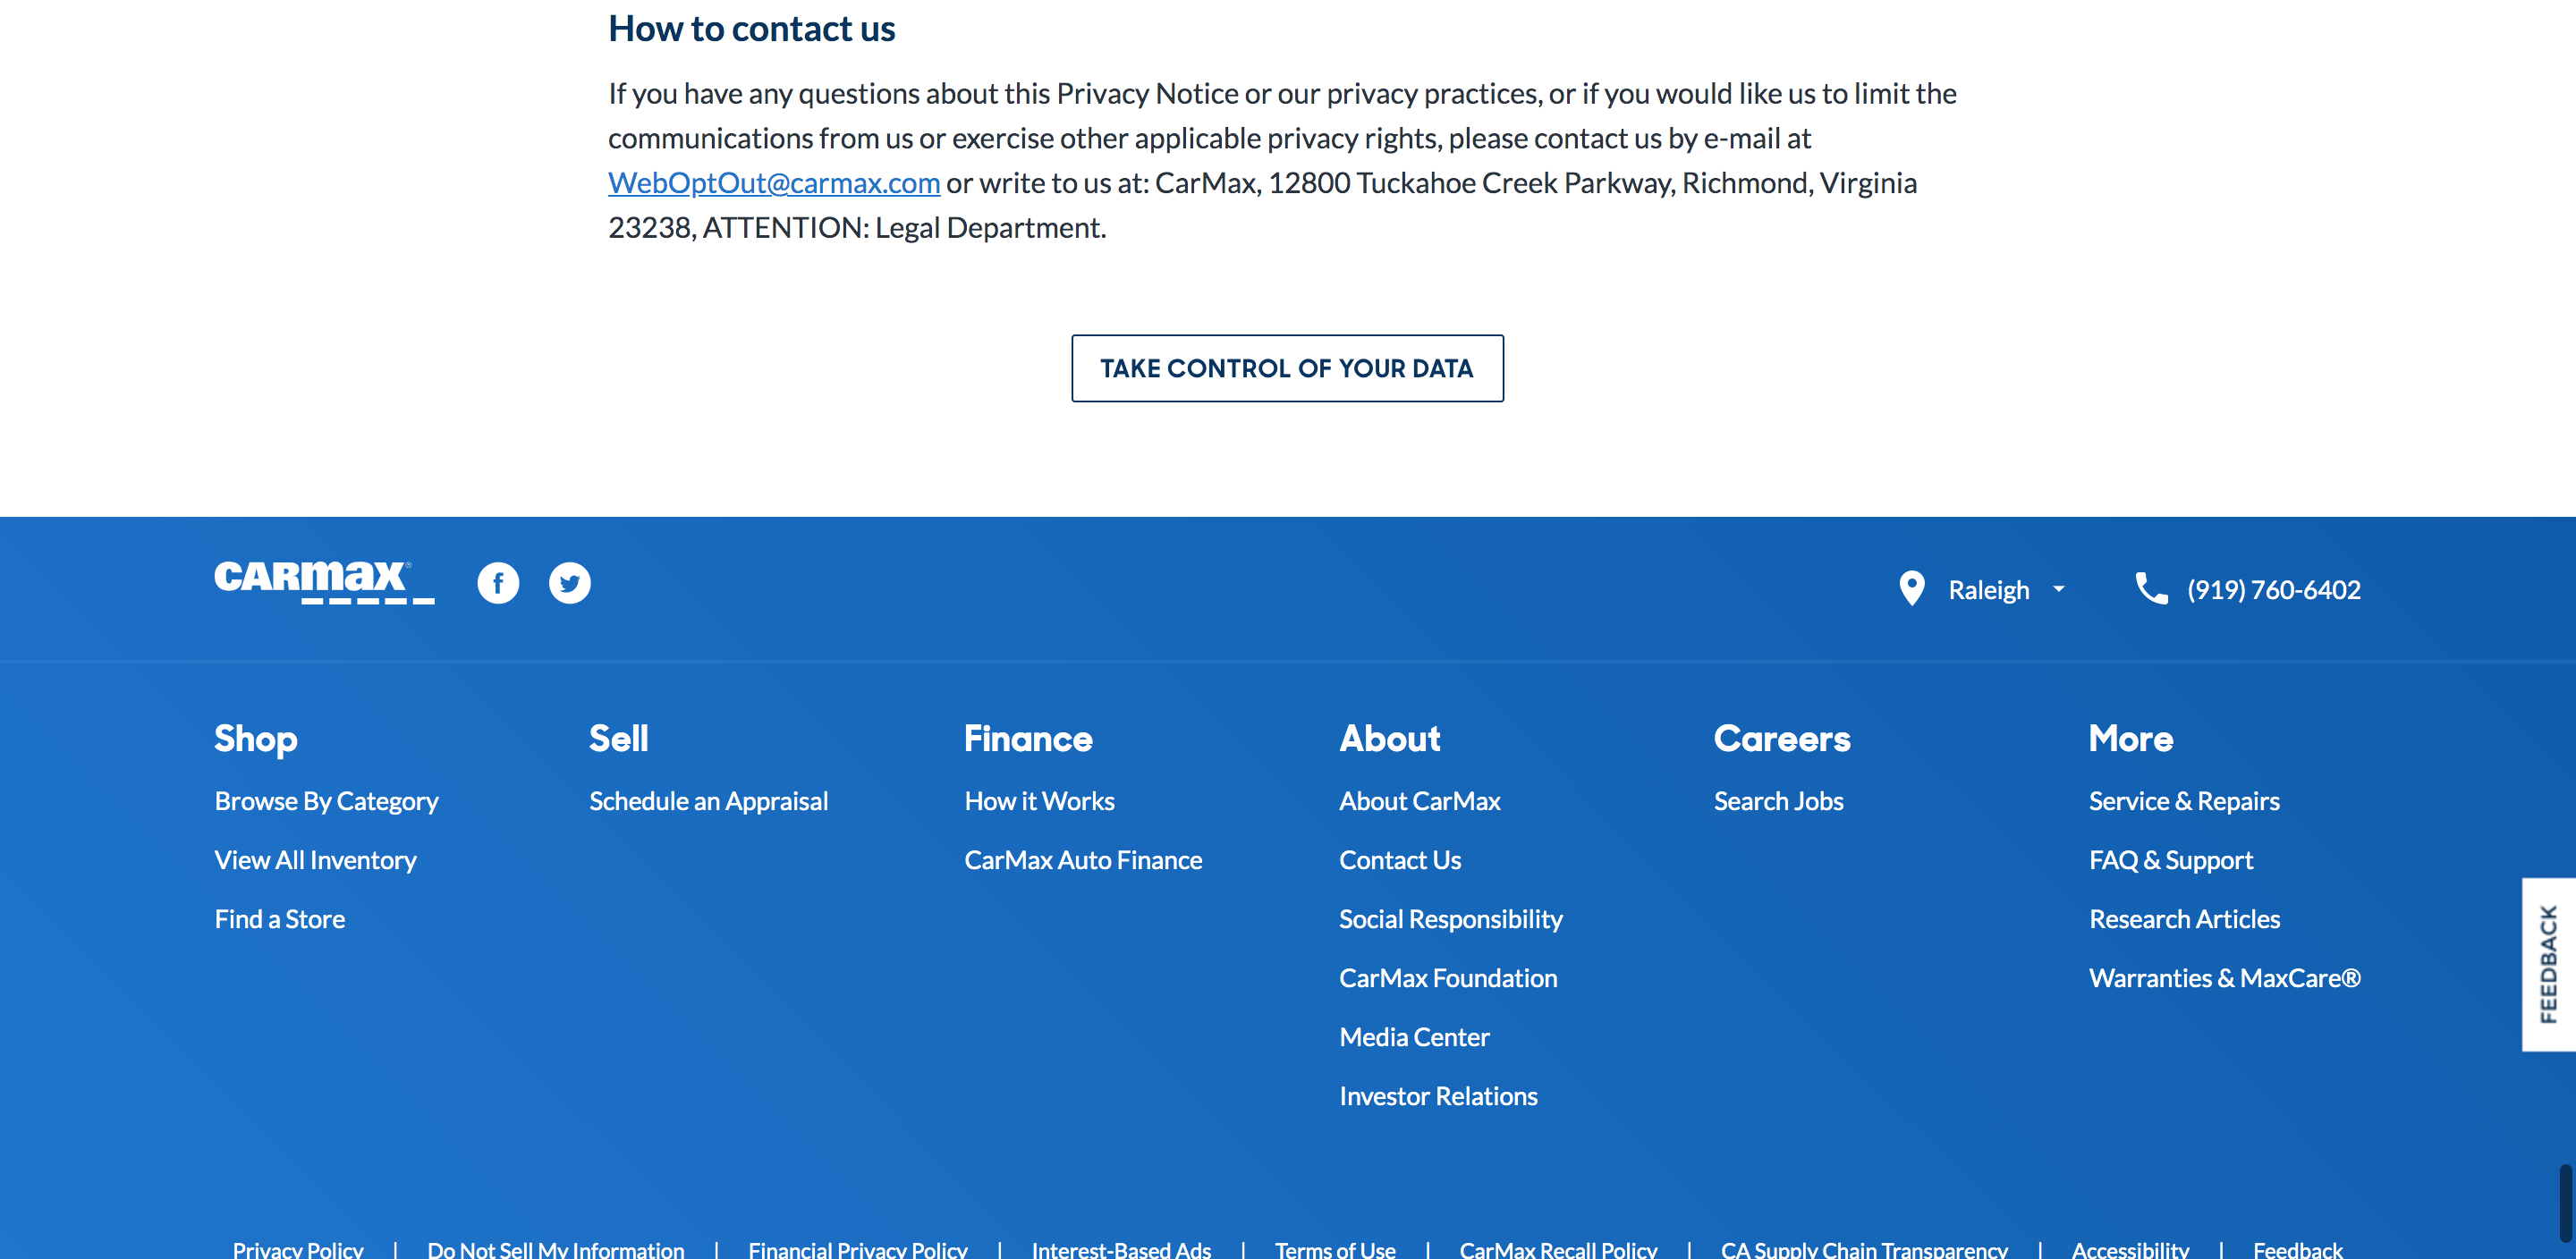 How to contact us
If you have any questions about this Privacy Notice or our privacy practices, or if you would like us to limit the
communications from us or exercise other applicable privacy rights, please contact us by e-mail at
WebOptOut@carmax.com or write to us at: CarMax, 12800 Tuckahoe Creek Parkway, Richmond, Virginia
23238, ATTENTION: Legal Department.
TAKE CONTROL OF YOUR DATA
CARMAX®
Raleigh
(919) 760-6402
Shop
Browse By Category
View All Inventory
Find a Store
Sell
Schedule an Appraisal
Finance
How it Works
CarMax Auto Finance
About
About CarMax
Contact Us
Social Responsibility
CarMax Foundation
Media Center
Investor Relations
Careers
Search Jobs
More
Service & Repairs
FAQ & Support
Research Articles
Warranties & MaxCare®
FEEDBACK
Privacy Policy | Do Not Sell My Information | Financial Privacy Policy | Interest-Based Ads | Terms of Use | CarMax Recall Policy | CA Supply Chain Transparency | Accessibility | Feedback